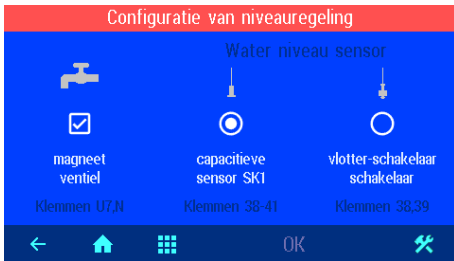 Configuratie van niveauregeling
Water niveau sensor
magneet
ventiel
capacitieve
sensor SK1
vlotter-schakelaar
schakelaar
Klemmen U7,N
Klemmen 38-41
Klemmen 38,39
OK